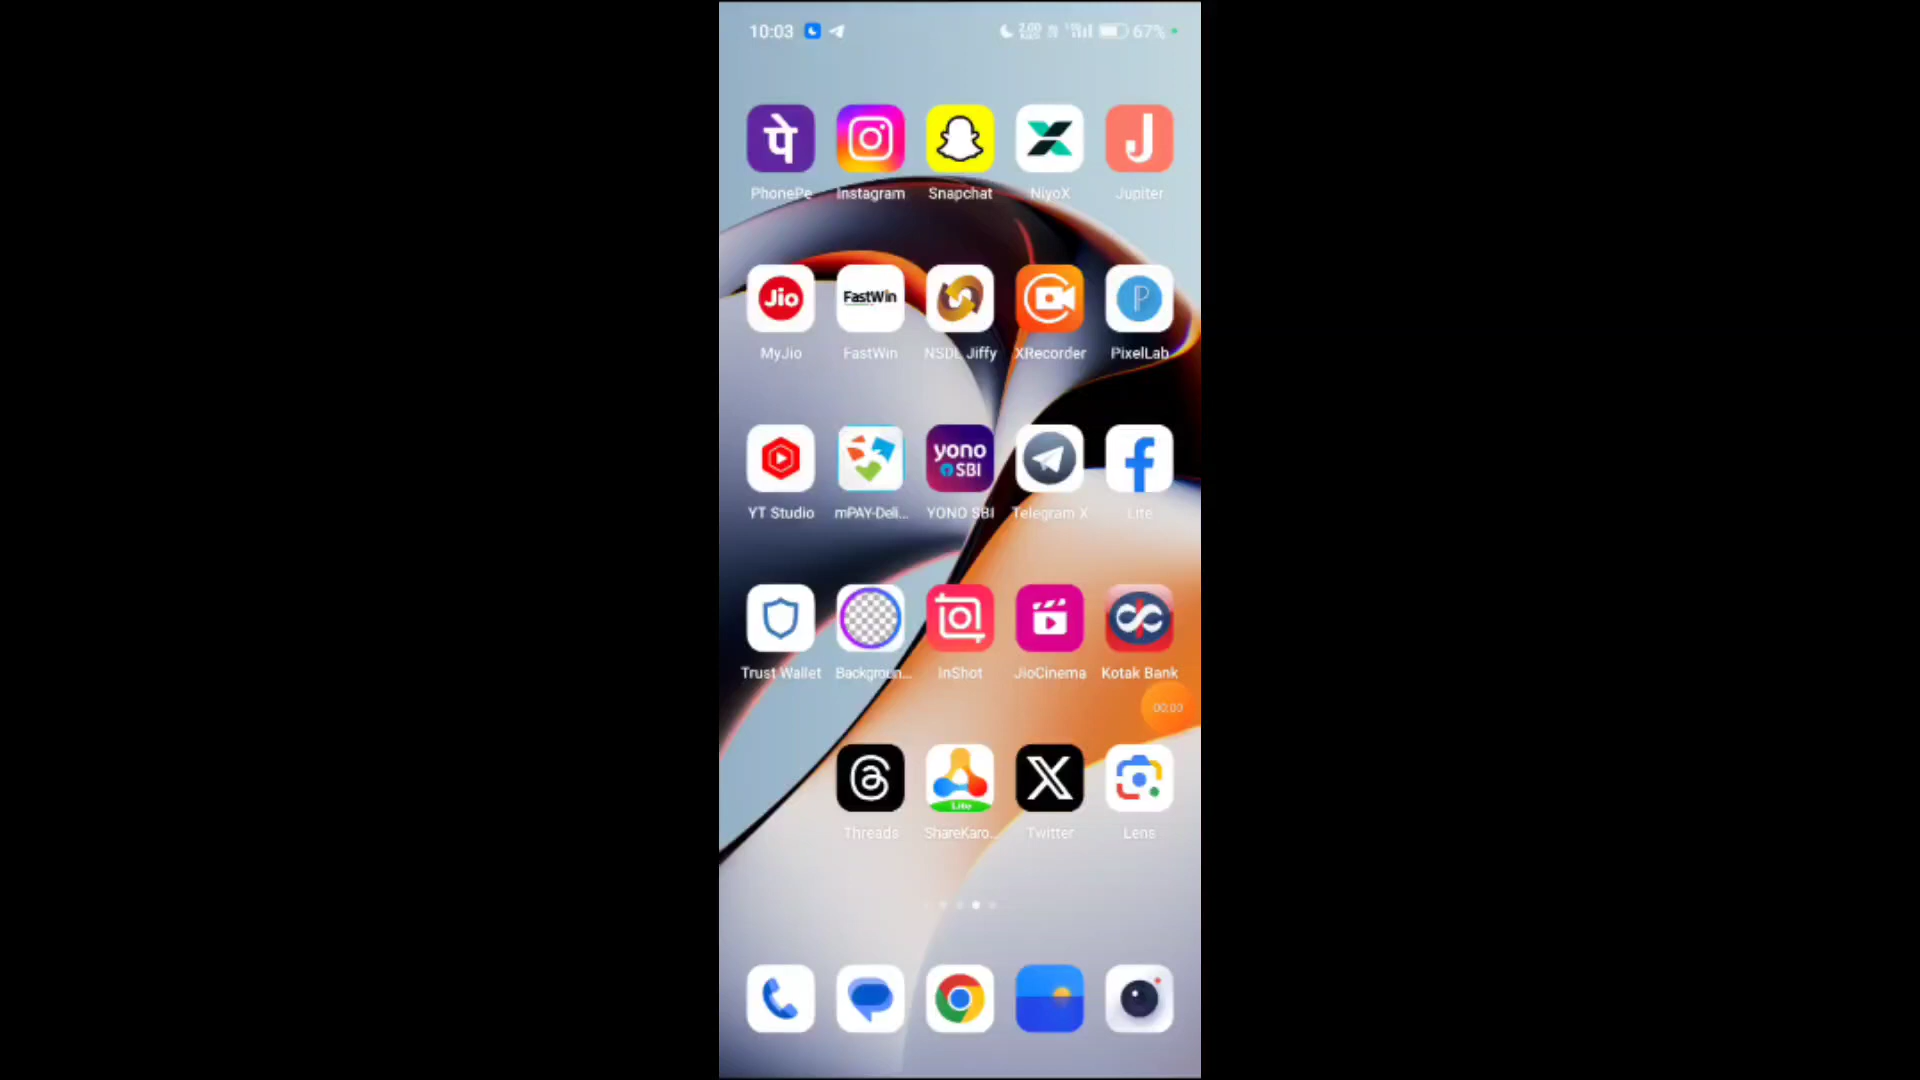 10:03 67%
पे
PhonePe Instagram Snapchat NiyoX Jupiter
Jio FastWin
MyJio FastWin NSDL Jiffy XRecorder PixelLab
yono
SBI
YT Studio mPAY-Deli... YONO SBI Telegram X Lite
Trust Wallet Backgroun... InShot JioCinema Kotak Bank
00:00
Lite
Threads ShareKaro... Twitter Lens